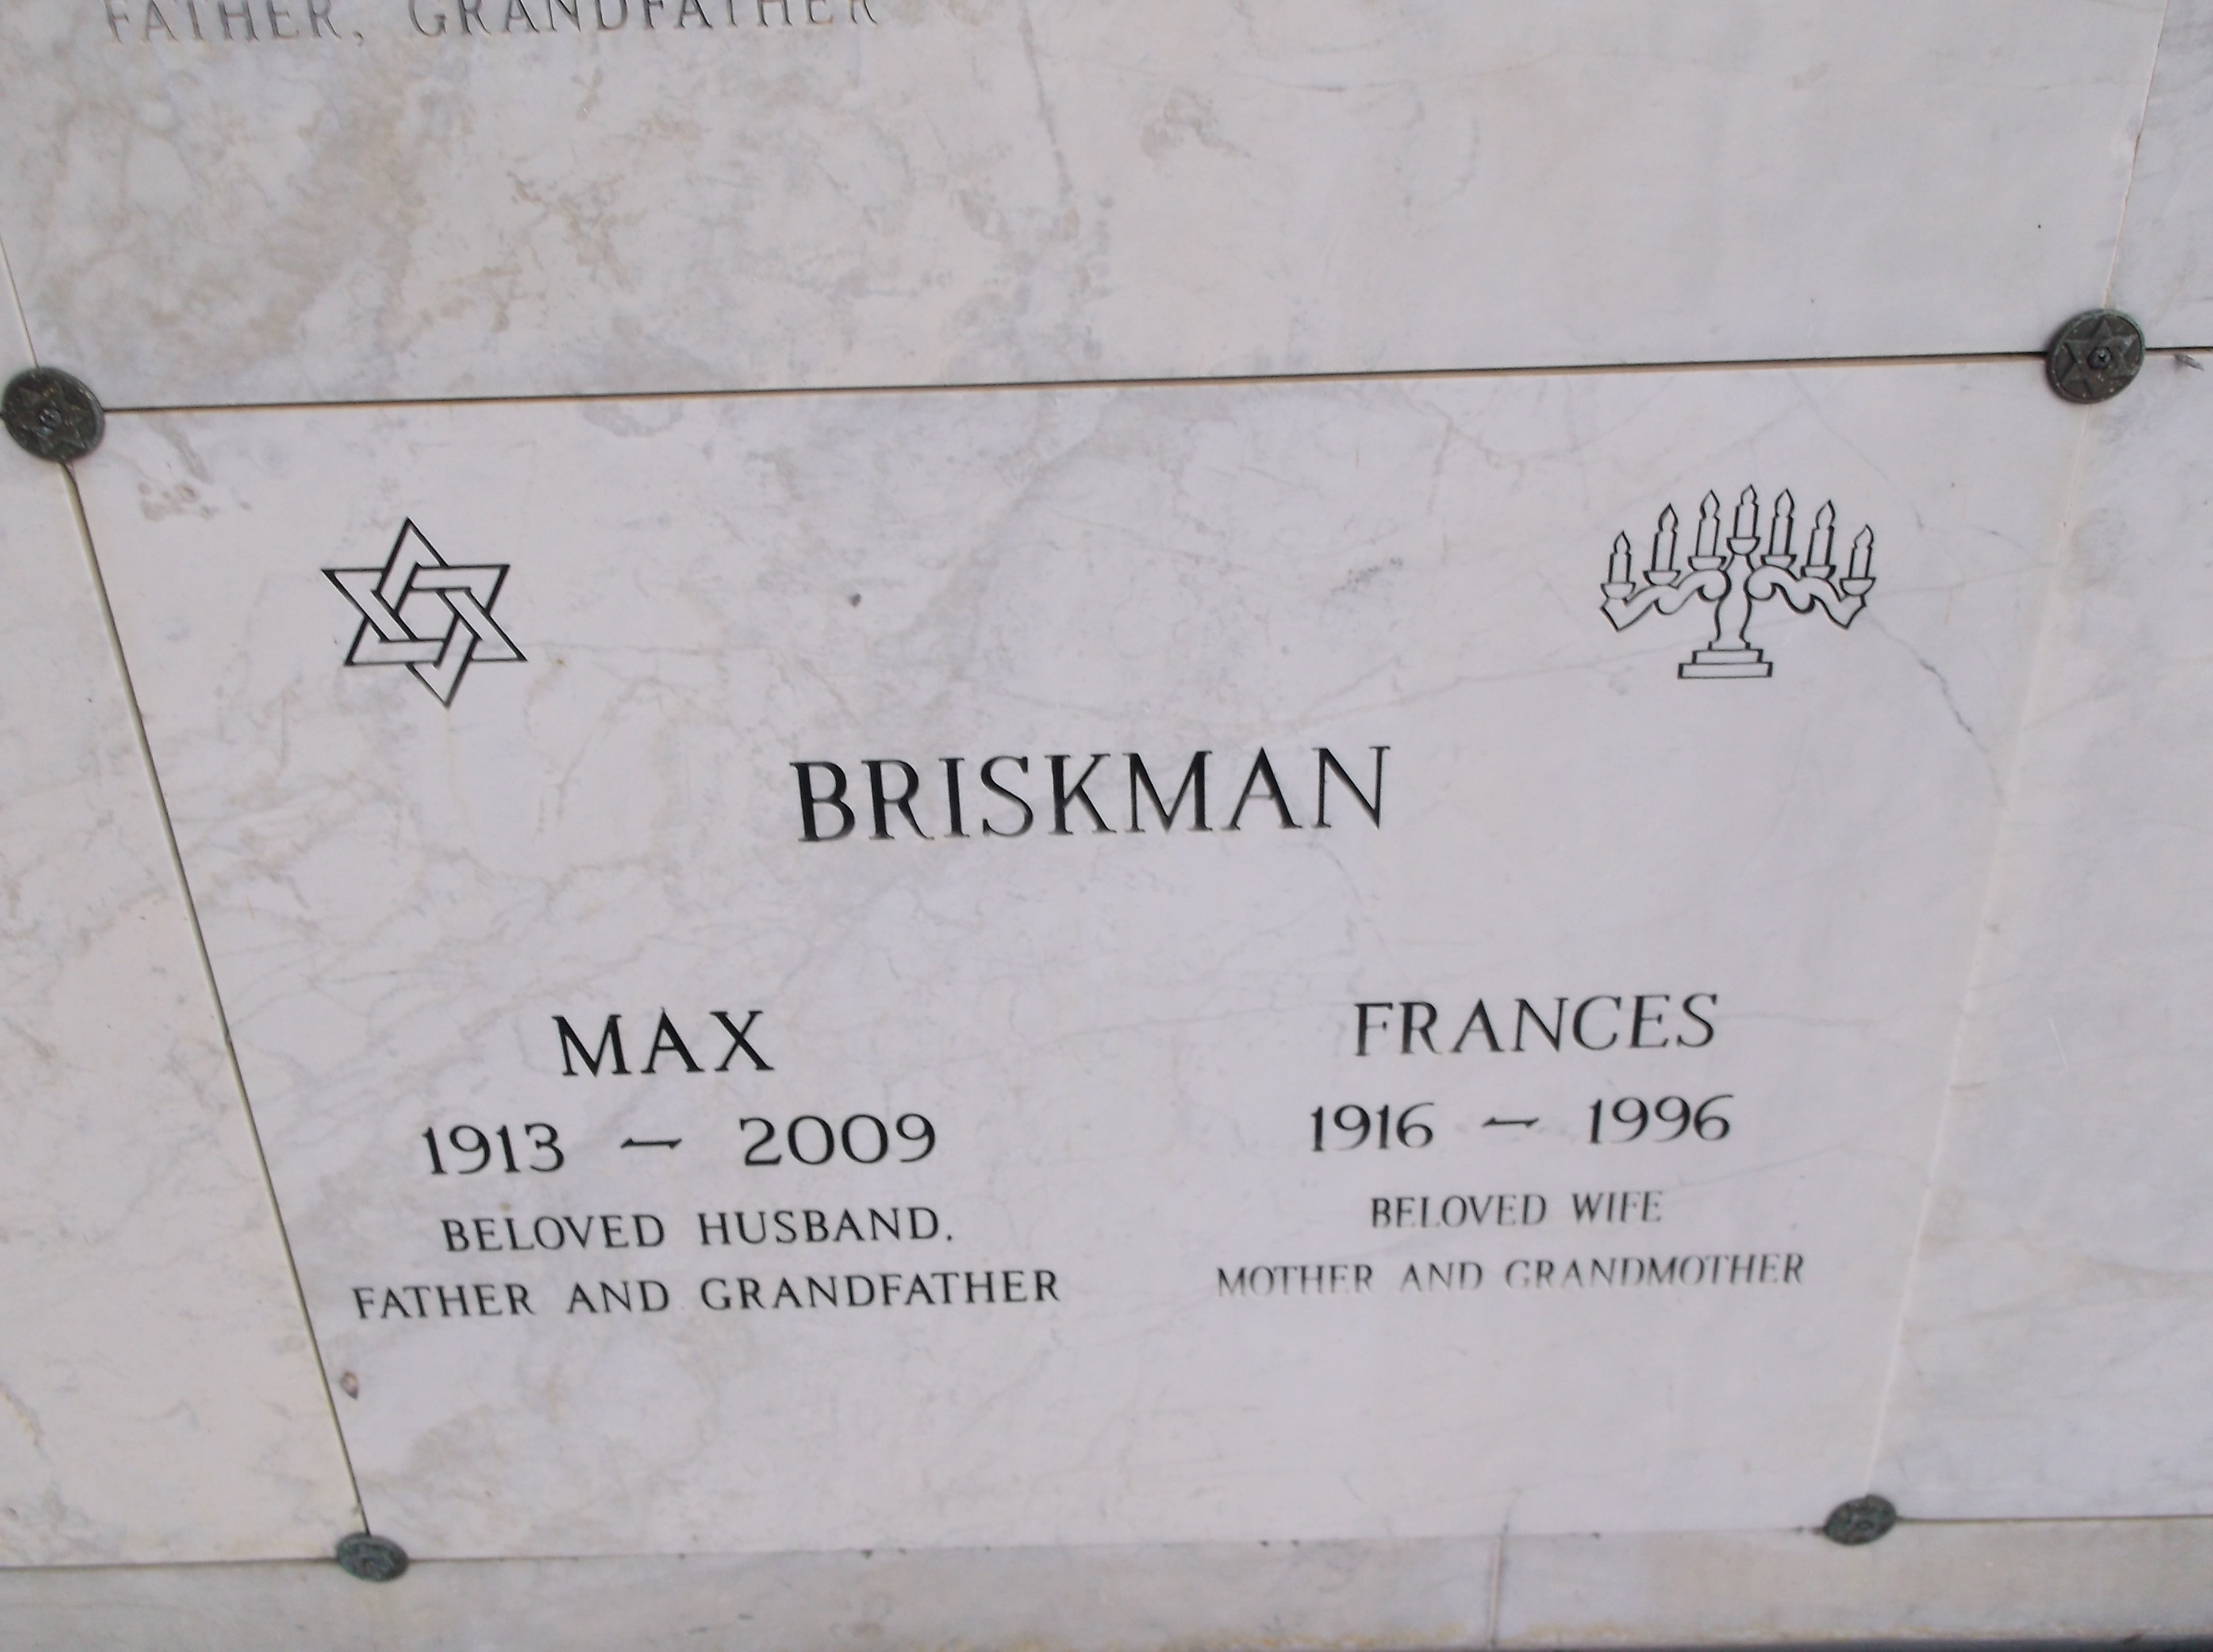 FATHER, GRANDFATHER
BRISKMAN
MAX
1913 – 2009
BELOVED HUSBAND,
FATHER AND GRANDFATHER
FRANCES
1916 – 1996
BELOVED WIFE
MOTHER AND GRANDMOTHER